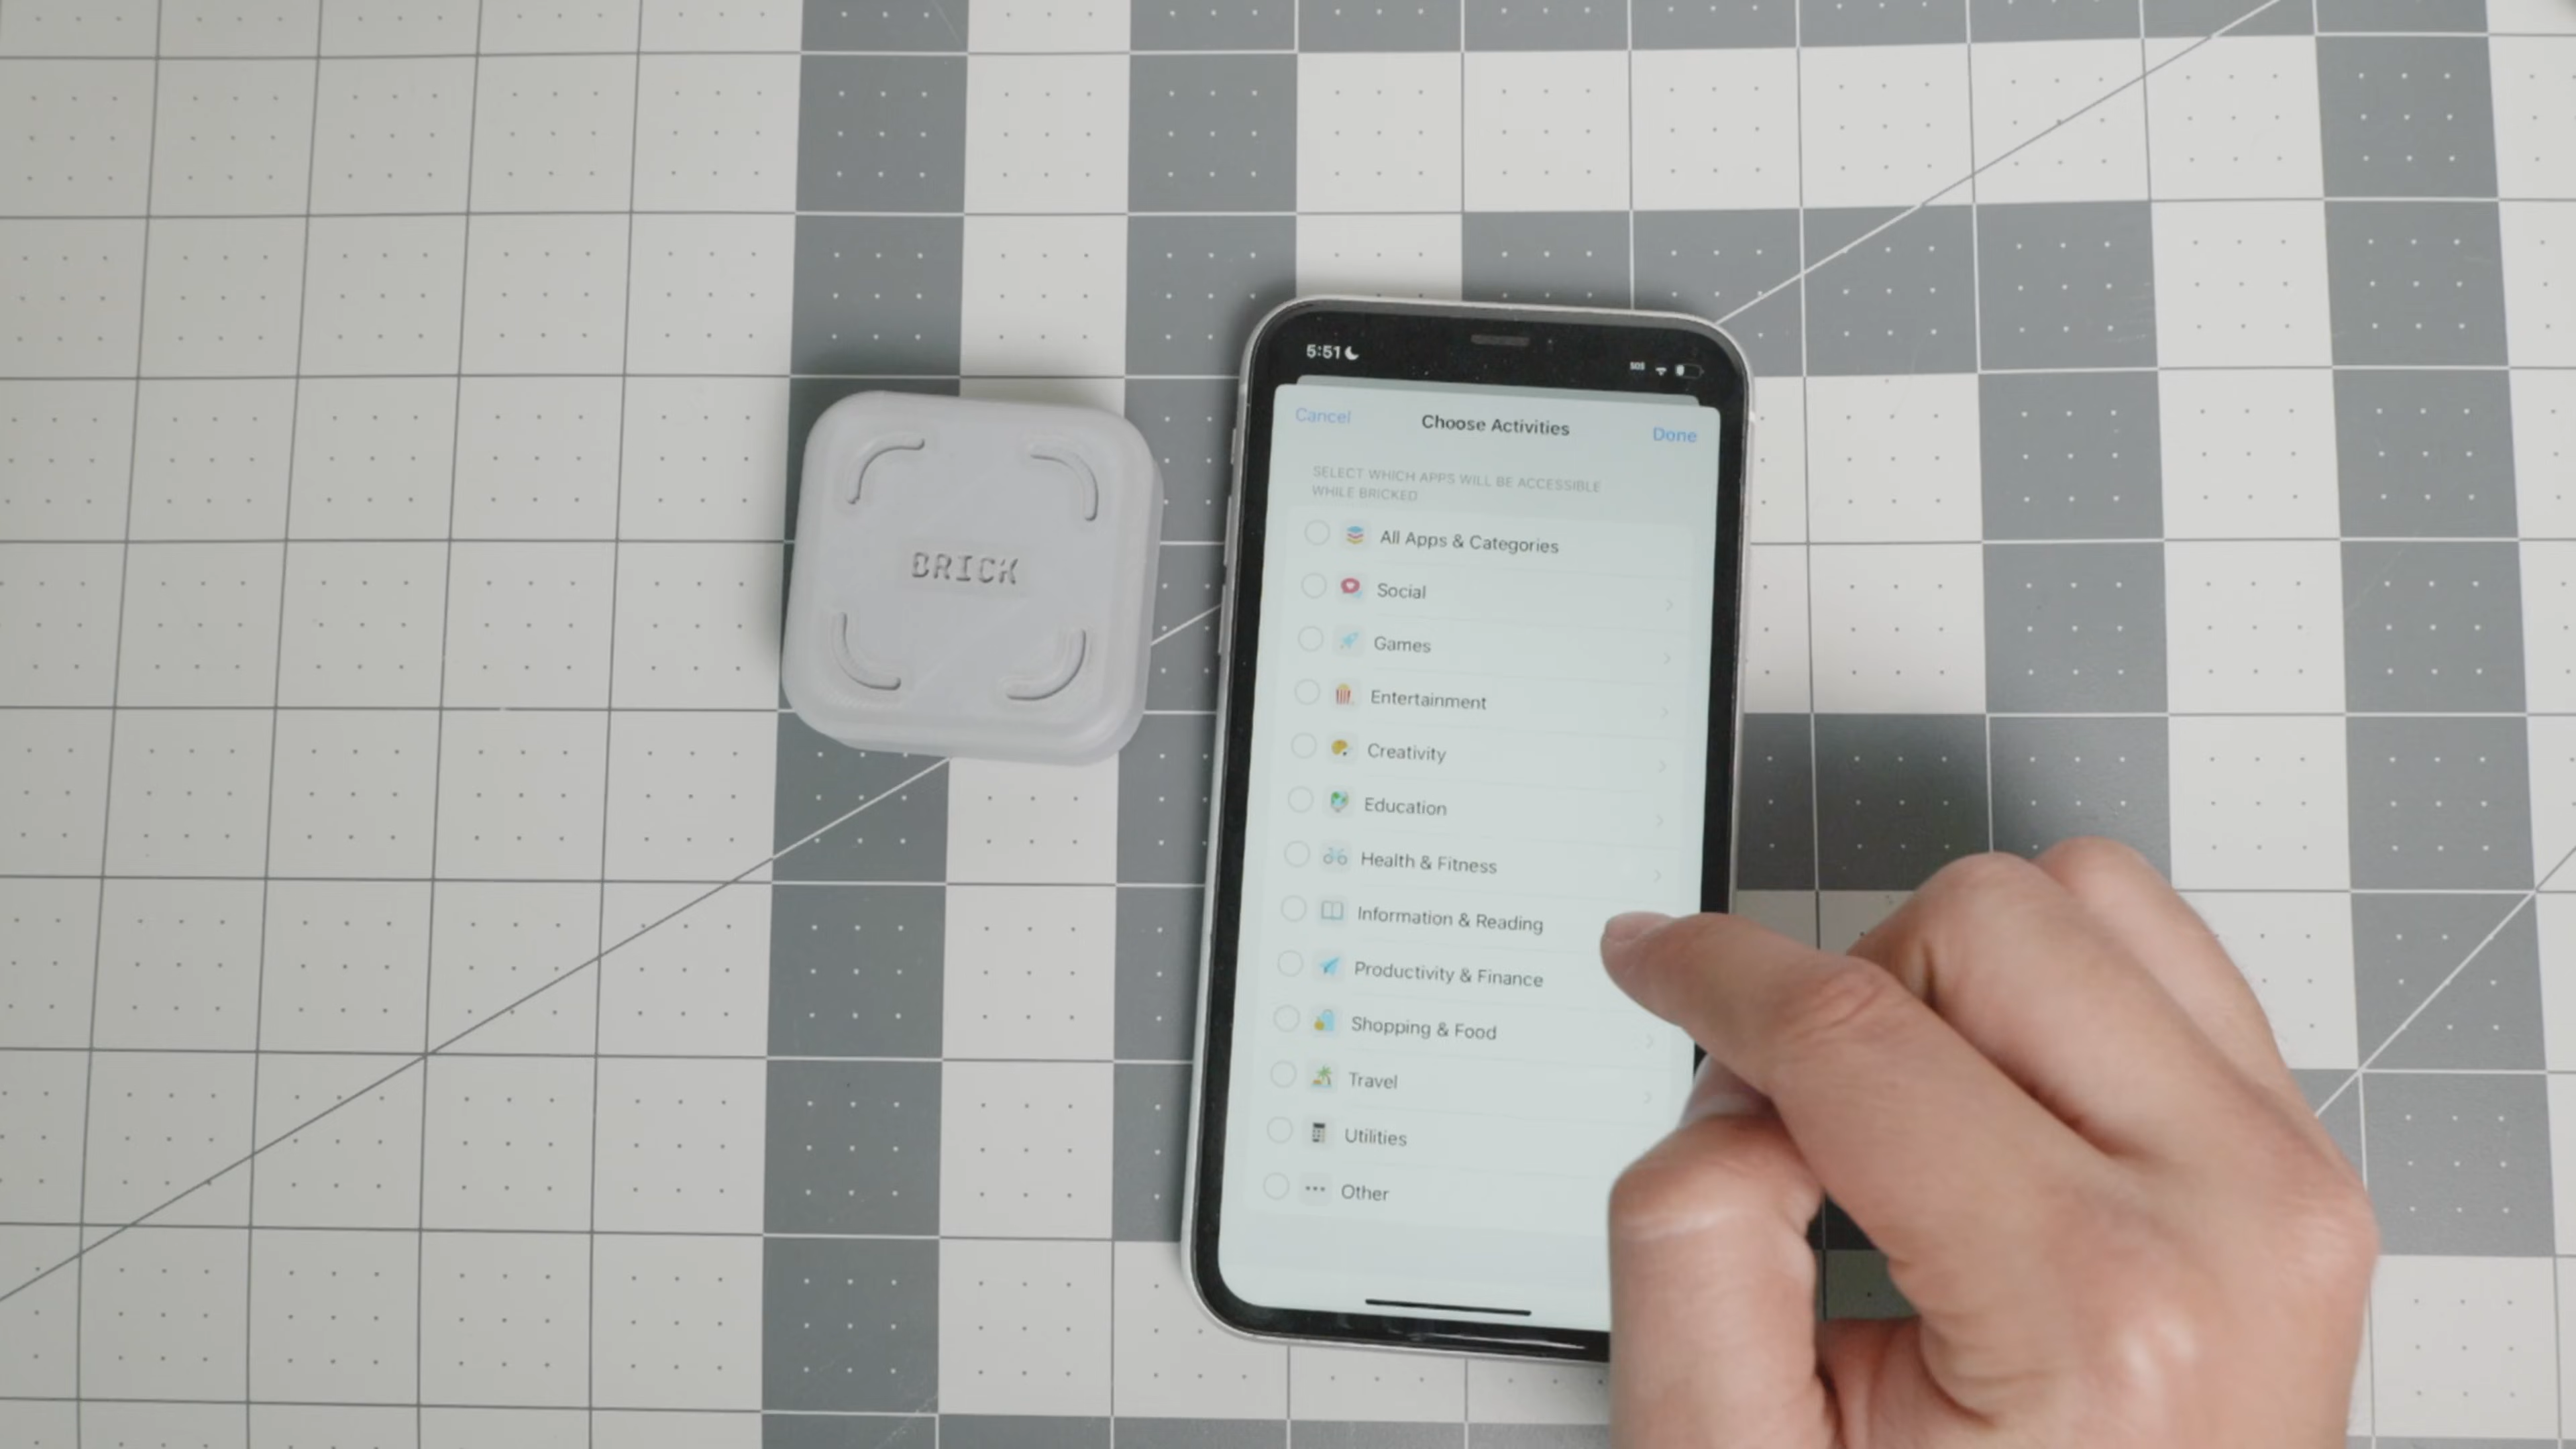 BRICK
5:51
SOS
Cancel
Choose Activities
Done
SELECT WHICH APPS WILL BE ACCESSIBLE
WHILE BRICKED
All Apps & Categories
Social
Games
Entertainment
Creativity
Education
Health & Fitness
Information & Reading
Productivity & Finance
Shopping & Food
Travel
Utilities
Other